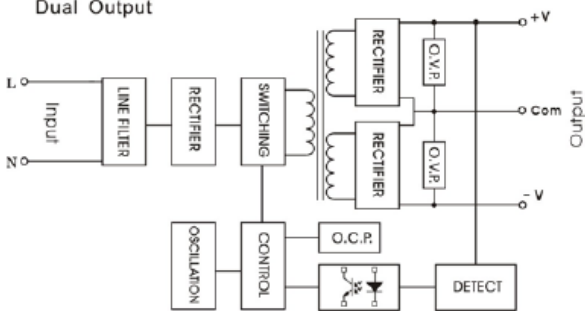 Dual Output
L
N
Input
LINE FILTER
RECTIFIER
SWITCHING
RECTIFIER
RECTIFIER
O.V.P.
O.V.P.
+V
Com
-V
Output
OSCILLATION
CONTROL
O.C.P.
DETECT